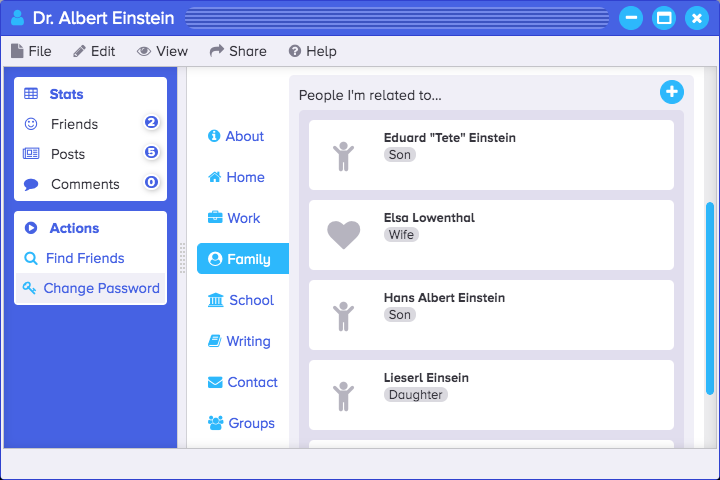 Dr. Albert Einstein
File Edit View Share Help
Stats
Friends 2
Posts 5
Comments 0
Actions
Find Friends
Change Password
About
Home
Work
Family
School
Writing
Contact
Groups
People I'm related to...
Eduard "Tete" Einstein
Son
Elsa Lowenthal
Wife
Hans Albert Einstein
Son
Lieserl Einsein
Daughter